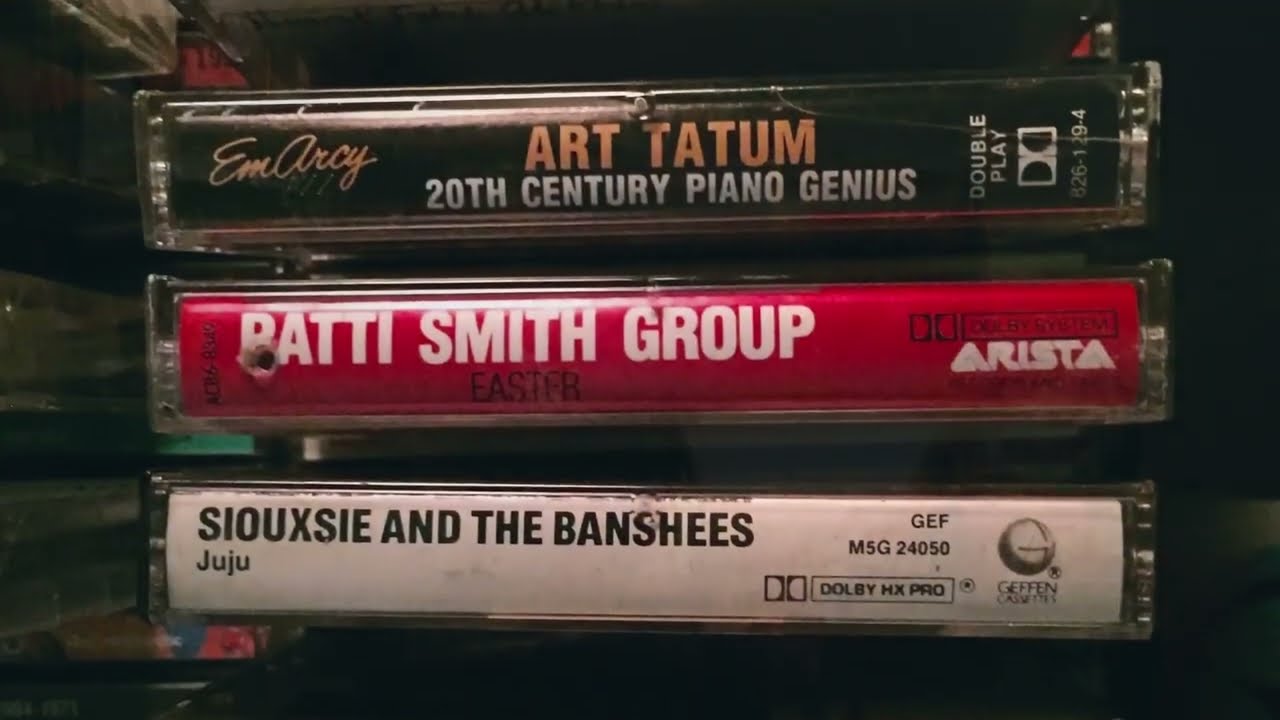 EmArcy
ART TATUM
20TH CENTURY PIANO GENIUS
DOUBLE
PLAY
826-129-4
PATTI SMITH GROUP
EASTER
DOLBY SYSTEM
ARISTA
SIOUXSIE AND THE BANSHEES
Juju
GEF
M5G 24050
DOLBY HX PRO
GEFFEN
CASSETTES